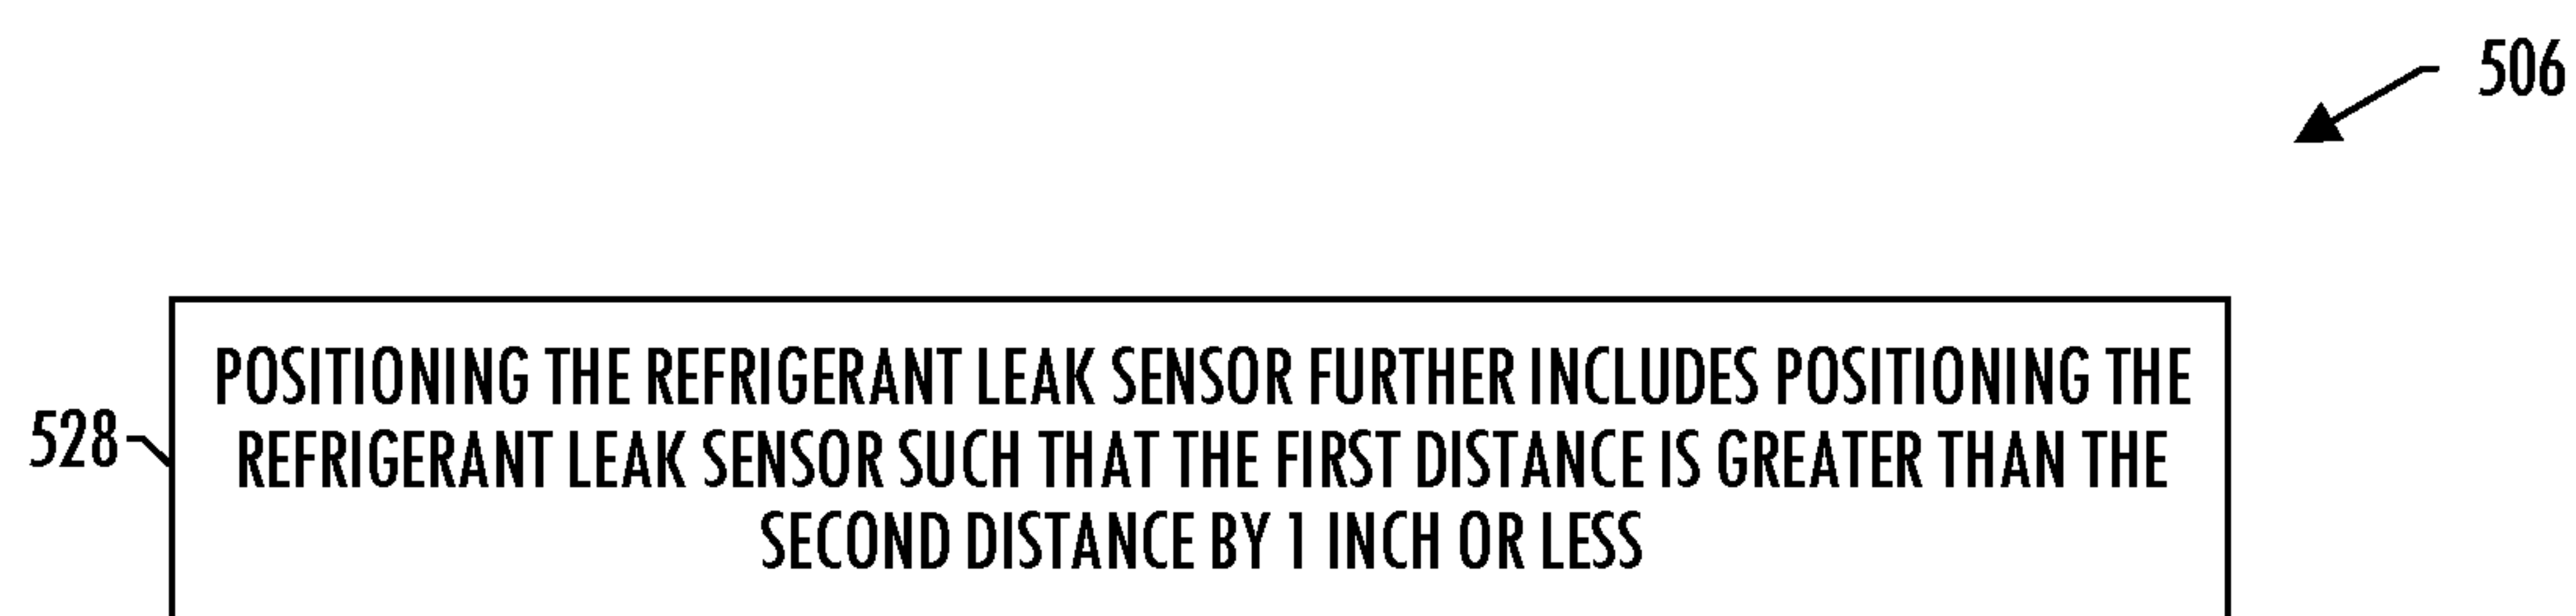 506
POSITIONING THE REFRIGERANT LEAK SENSOR FURTHER INCLUDES POSITIONING THE
528
REFRIGERANT LEAK SENSOR SUCH THAT THE FIRST DISTANCE IS GREATER THAN THE
SECOND DISTANCE BY 1 INCH OR LESS